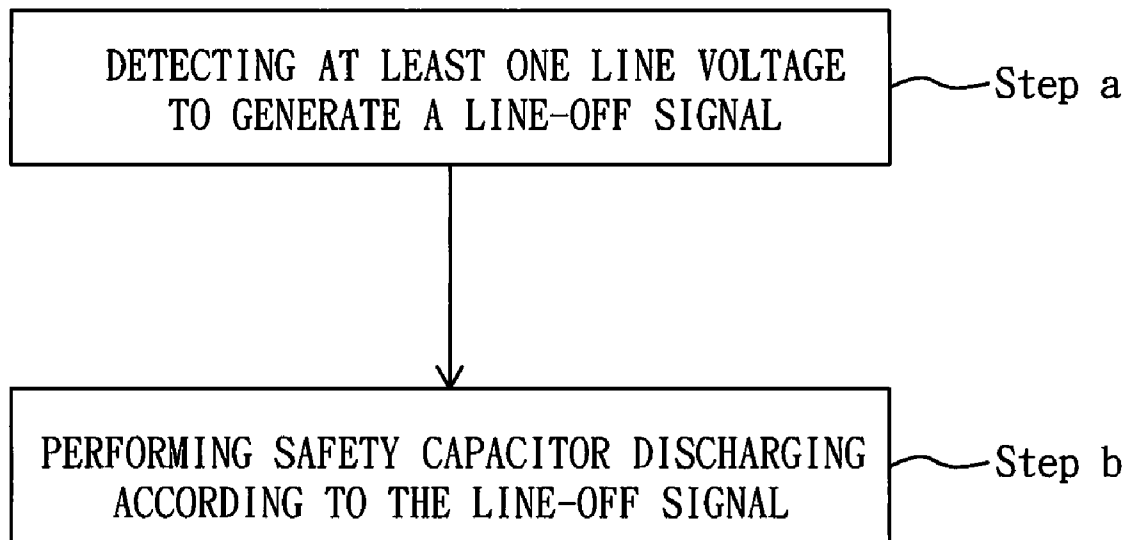 DETECTING AT LEAST ONE LINE VOLTAGE
TO GENERATE A LINE-OFF SIGNAL
Step a
PERFORMING SAFETY CAPACITOR DISCHARGING
ACCORDING TO THE LINE-OFF SIGNAL
Step b